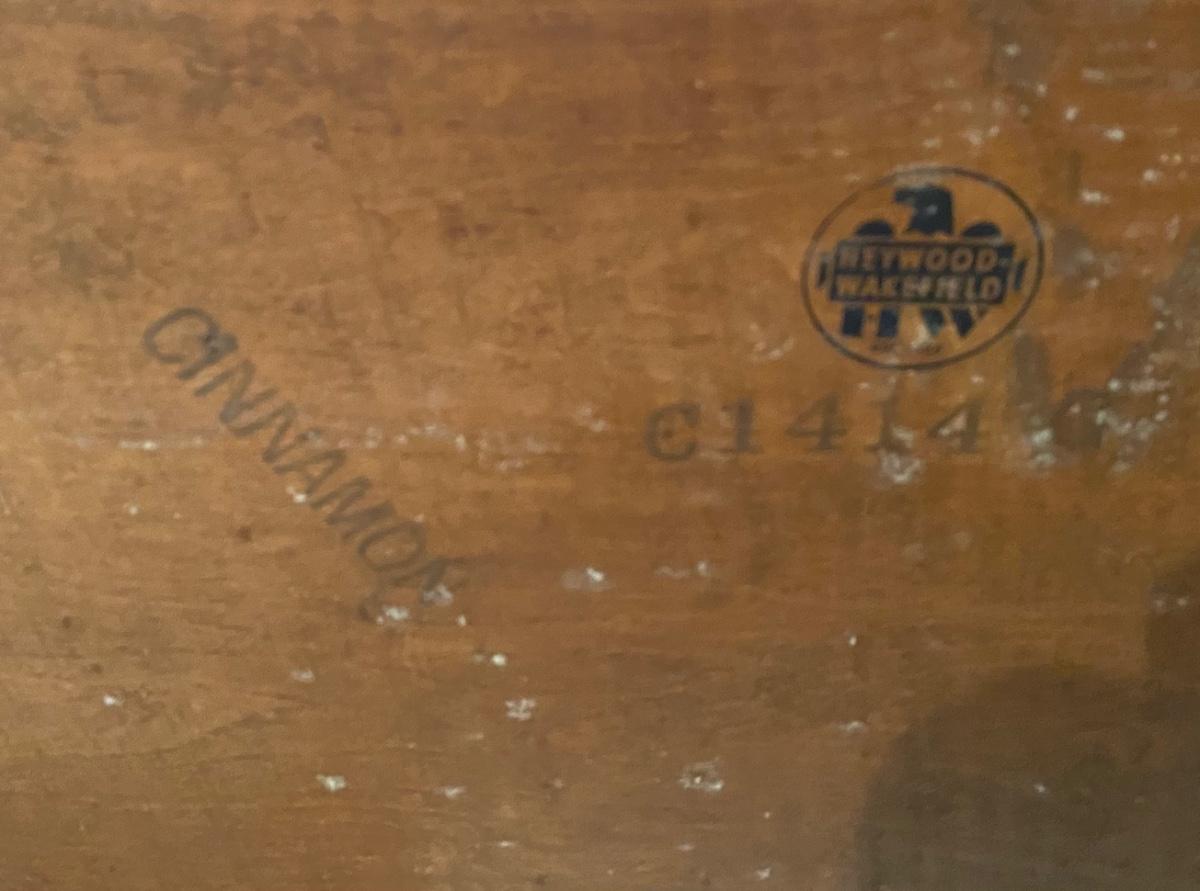 HEYWOOD-
WAKEFIELD
C1414 G
CINNAMON